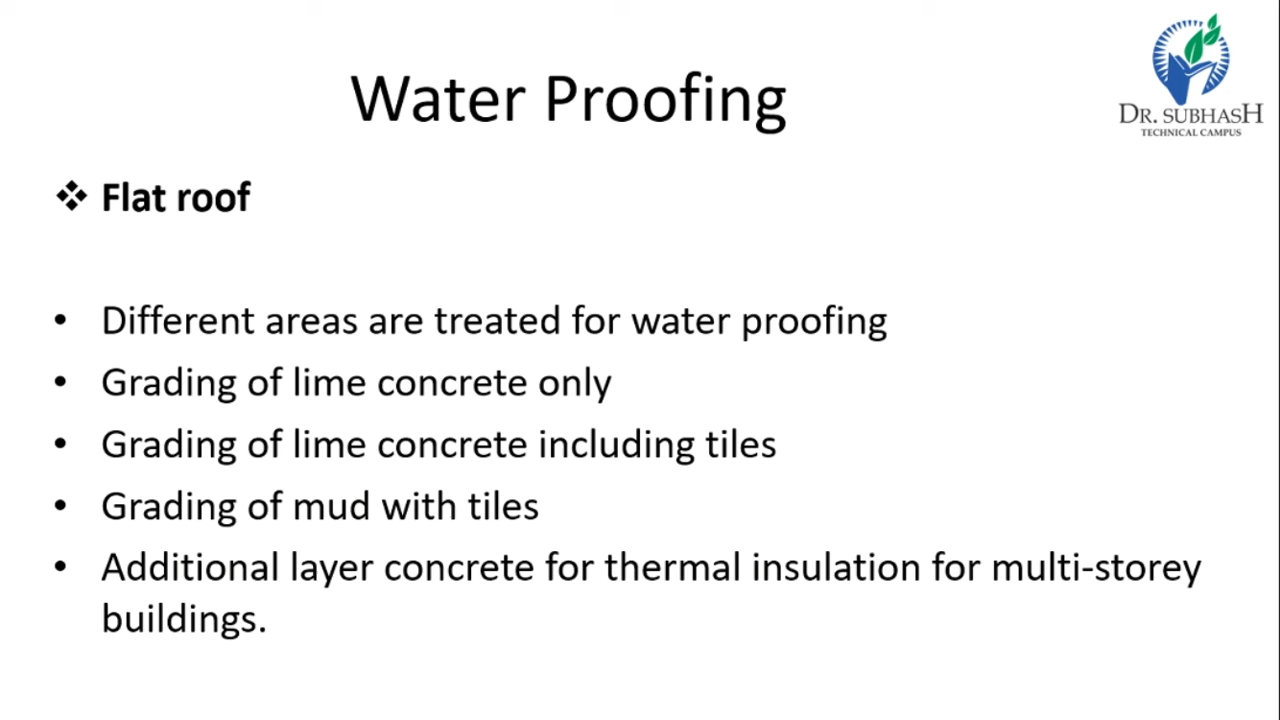 DR. SUBHASH
TECHNICAL CAMPUS
Water Proofing
❖ Flat roof
• Different areas are treated for water proofing
• Grading of lime concrete only
• Grading of lime concrete including tiles
• Grading of mud with tiles
• Additional layer concrete for thermal insulation for multi-storey
buildings.